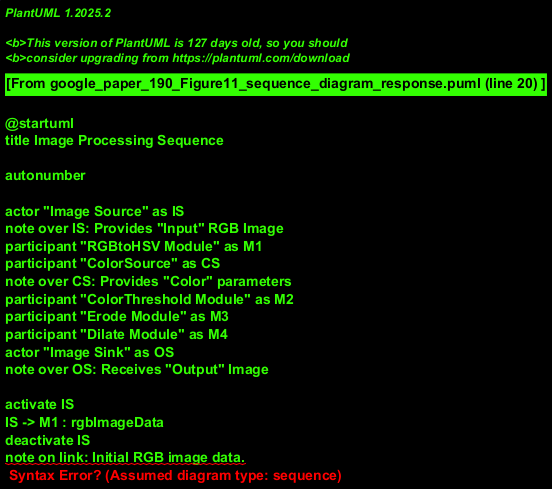 PlantUML 1.2025.2
<b>This version of PlantUML is 127 days old, so you should
<b>consider upgrading from https://plantuml.com/download
[From google_paper_190_Figure11_sequence_diagram_response.puml (line 20) ]
@startuml
title Image Processing Sequence
autonumber
actor "Image Source" as IS
note over IS: Provides "Input" RGB Image
participant "RGBtoHSV Module" as M1
participant "ColorSource" as CS
note over CS: Provides "Color" parameters
participant "ColorThreshold Module" as M2
participant "Erode Module" as M3
participant "Dilate Module" as M4
actor "Image Sink" as OS
note over OS: Receives "Output" Image
activate IS
IS -> M1 : rgbImageData
deactivate IS
note on link: Initial RGB image data.
Syntax Error? (Assumed diagram type: sequence)